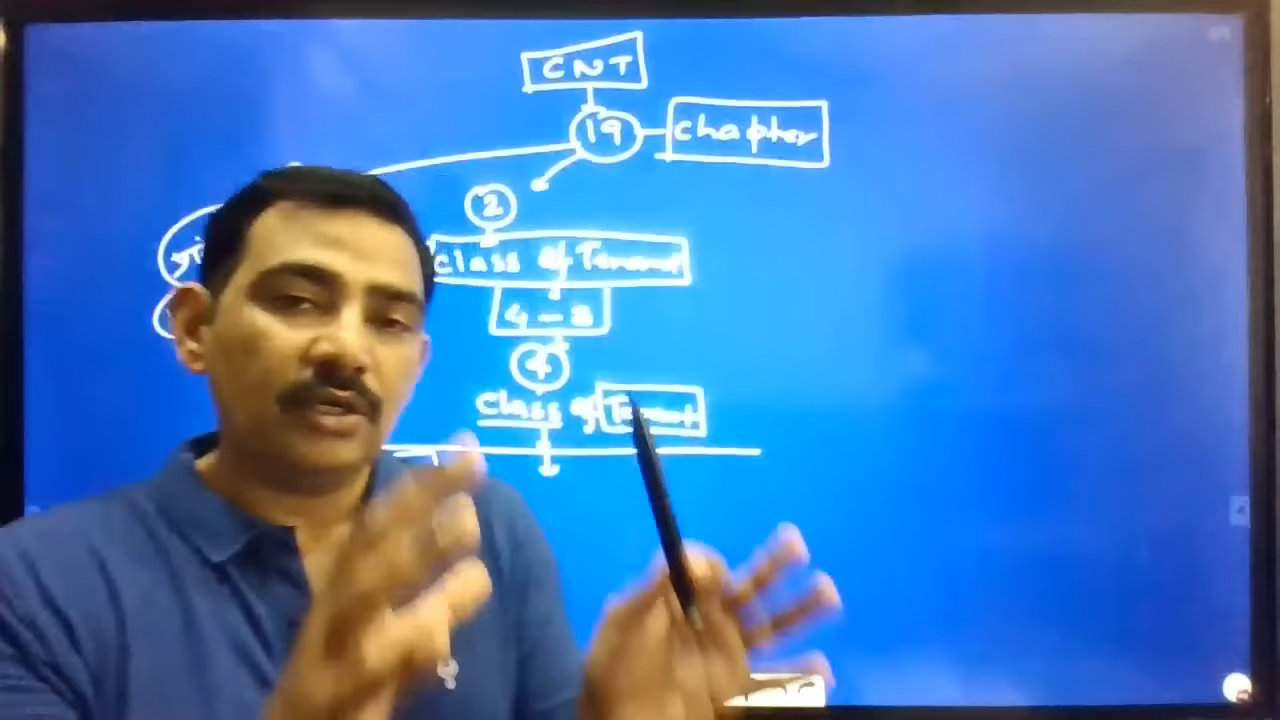 CNT
19 chapter
2
class of Tenant
4-8
4
class of Tenant